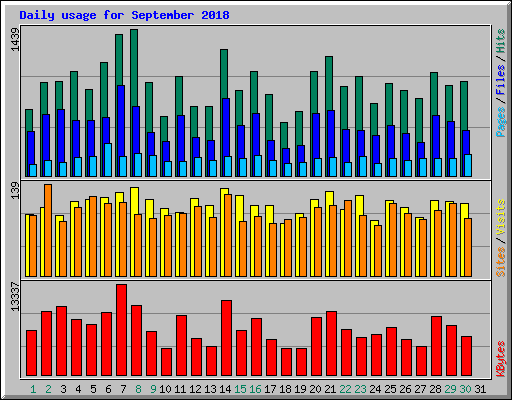 Daily usage for September 2018
1439
Pages / Files / Hits
139
Sites / Visits
13337
KBytes
1 2 3 4 5 6 7 8 9 10 11 12 13 14 15 16 17 18 19 20 21 22 23 24 25 26 27 28 29 30 31